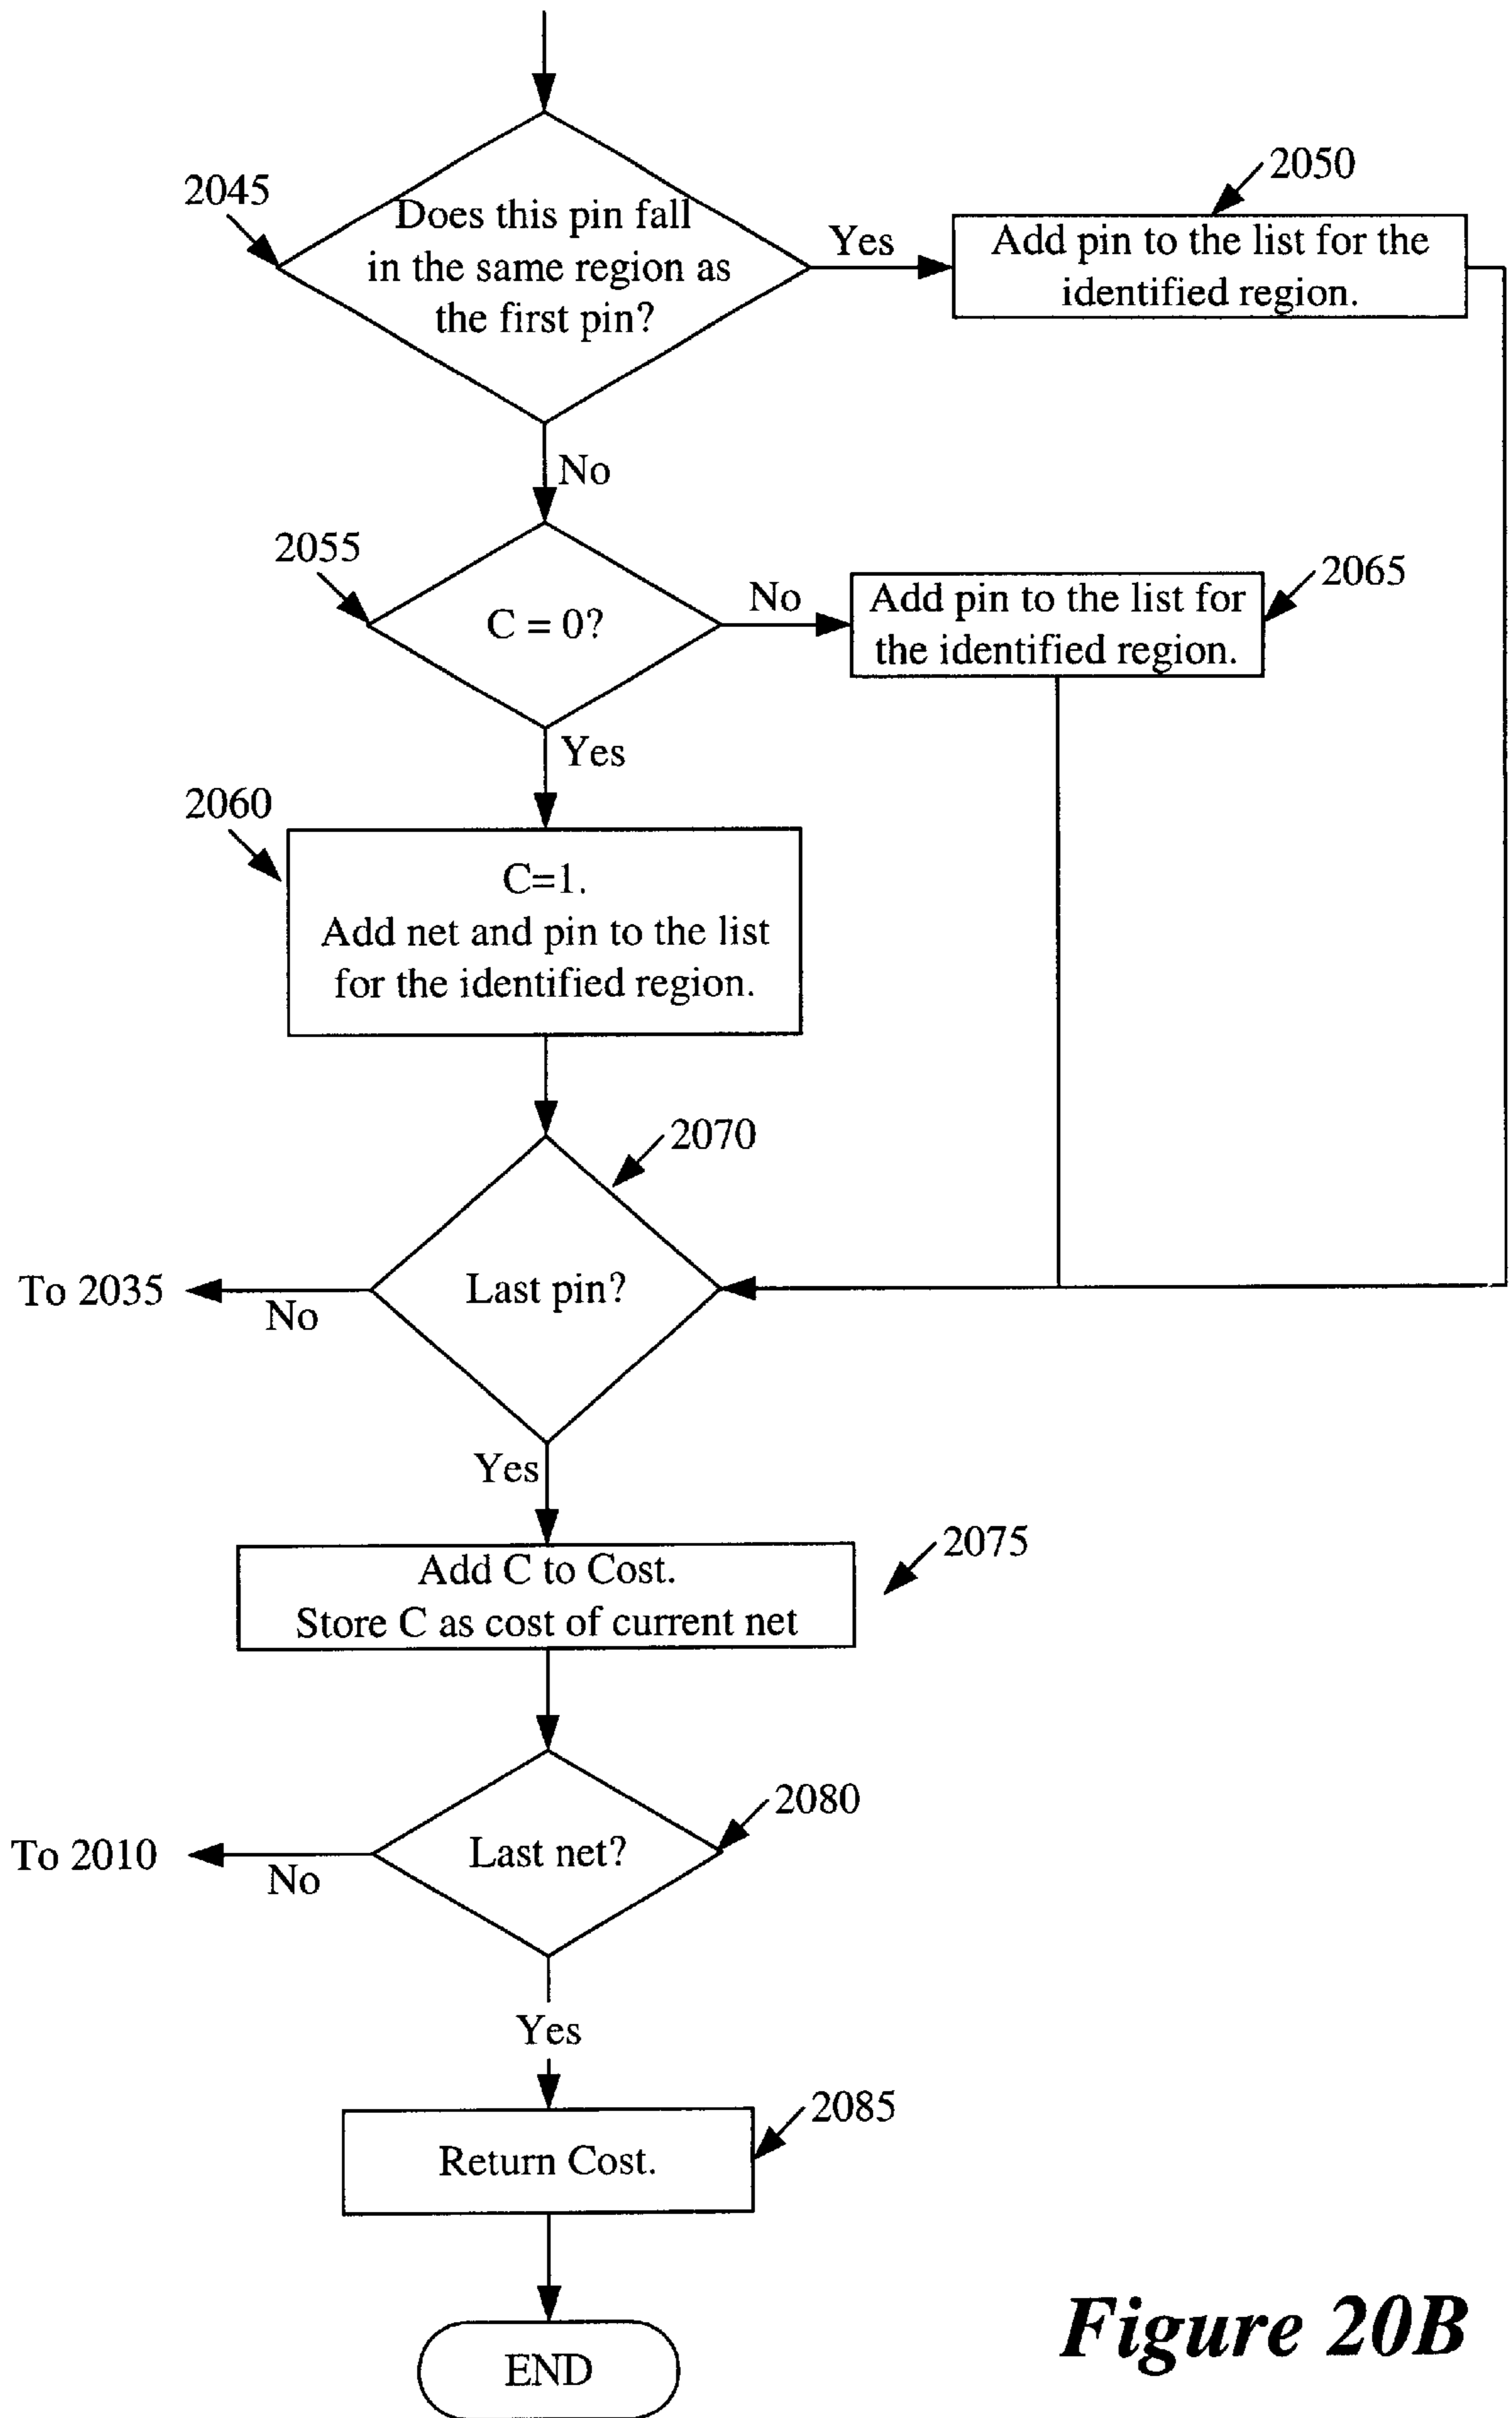 2045
Does this pin fall
in the same region as
the first pin?
Yes
2050
Add pin to the list for the
identified region.
No
2055
C = 0?
No
2065
Add pin to the list for
the identified region.
Yes
2060
C=1.
Add net and pin to the list
for the identified region.
2070
Last pin?
To 2035
No
Yes
2075
Add C to Cost.
Store C as cost of current net
2080
Last net?
To 2010
No
Yes
2085
Return Cost.
END
Figure 20B